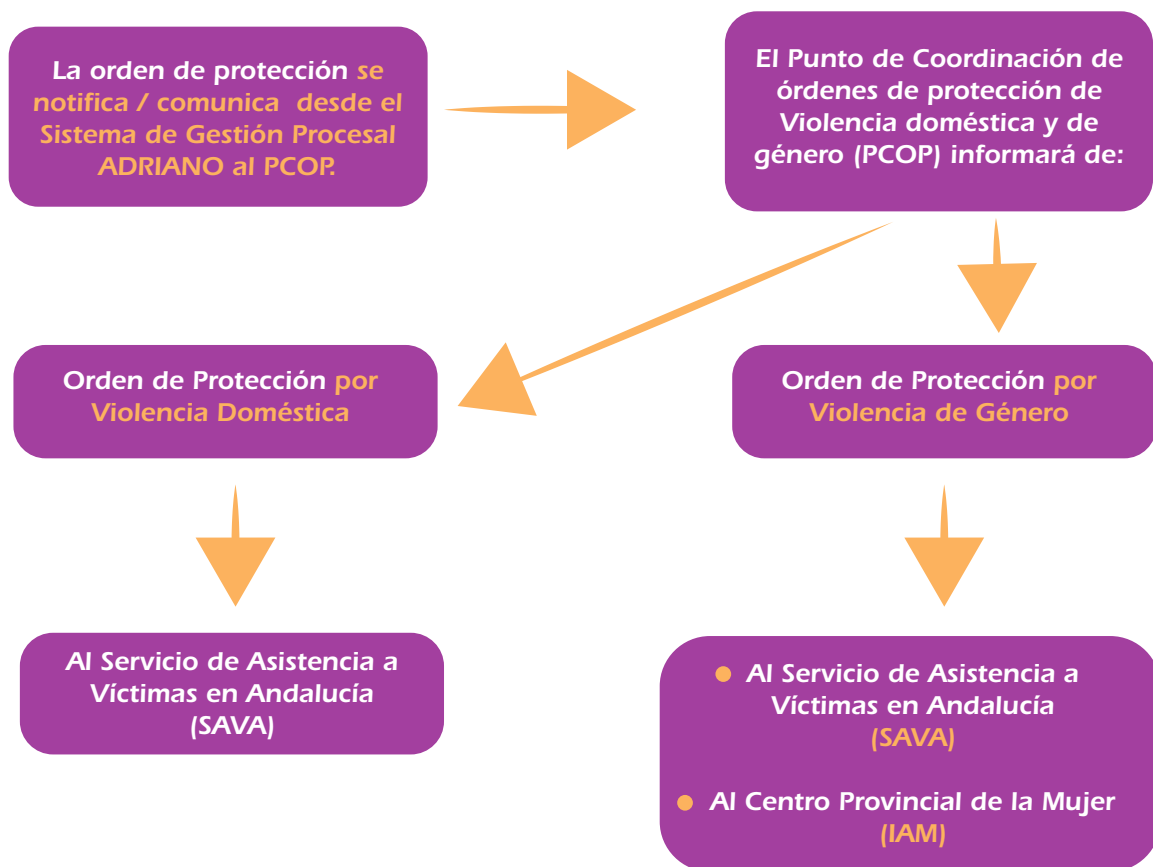 La orden de protección se
notifica / comunica desde el
Sistema de Gestión Procesal
ADRIANO al PCOP.
El Punto de Coordinación de
órdenes de protección de
Violencia doméstica y de
género (PCOP) informará de:
Orden de Protección por
Violencia Doméstica
Orden de Protección por
Violencia de Género
Al Servicio de Asistencia a
Víctimas en Andalucía
(SAVA)
● Al Servicio de Asistencia a
Víctimas en Andalucía
(SAVA)
● Al Centro Provincial de la Mujer
(IAM)